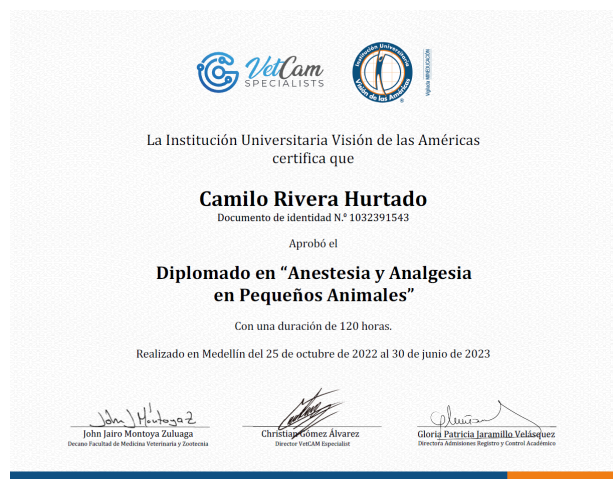 VetCam
SPECIALISTS
Institución Universitaria
Visión de las Américas
Vigilada MINEDUCACIÓN
La Institución Universitaria Visión de las Américas
certifica que
Camilo Rivera Hurtado
Documento de identidad N.º 1032391543
Aprobó el
Diplomado en “Anestesia y Analgesia
en Pequeños Animales”
Con una duración de 120 horas.
Realizado en Medellín del 25 de octubre de 2022 al 30 de junio de 2023
John J Montoya Z
John Jairo Montoya Zuluaga
Decano Facultad de Medicina Veterinaria y Zootecnia
Christian Gómez Álvarez
Director VetCAM Especialist
Gloria Patricia Jaramillo Velásquez
Directora Admisiones Registro y Control Académico